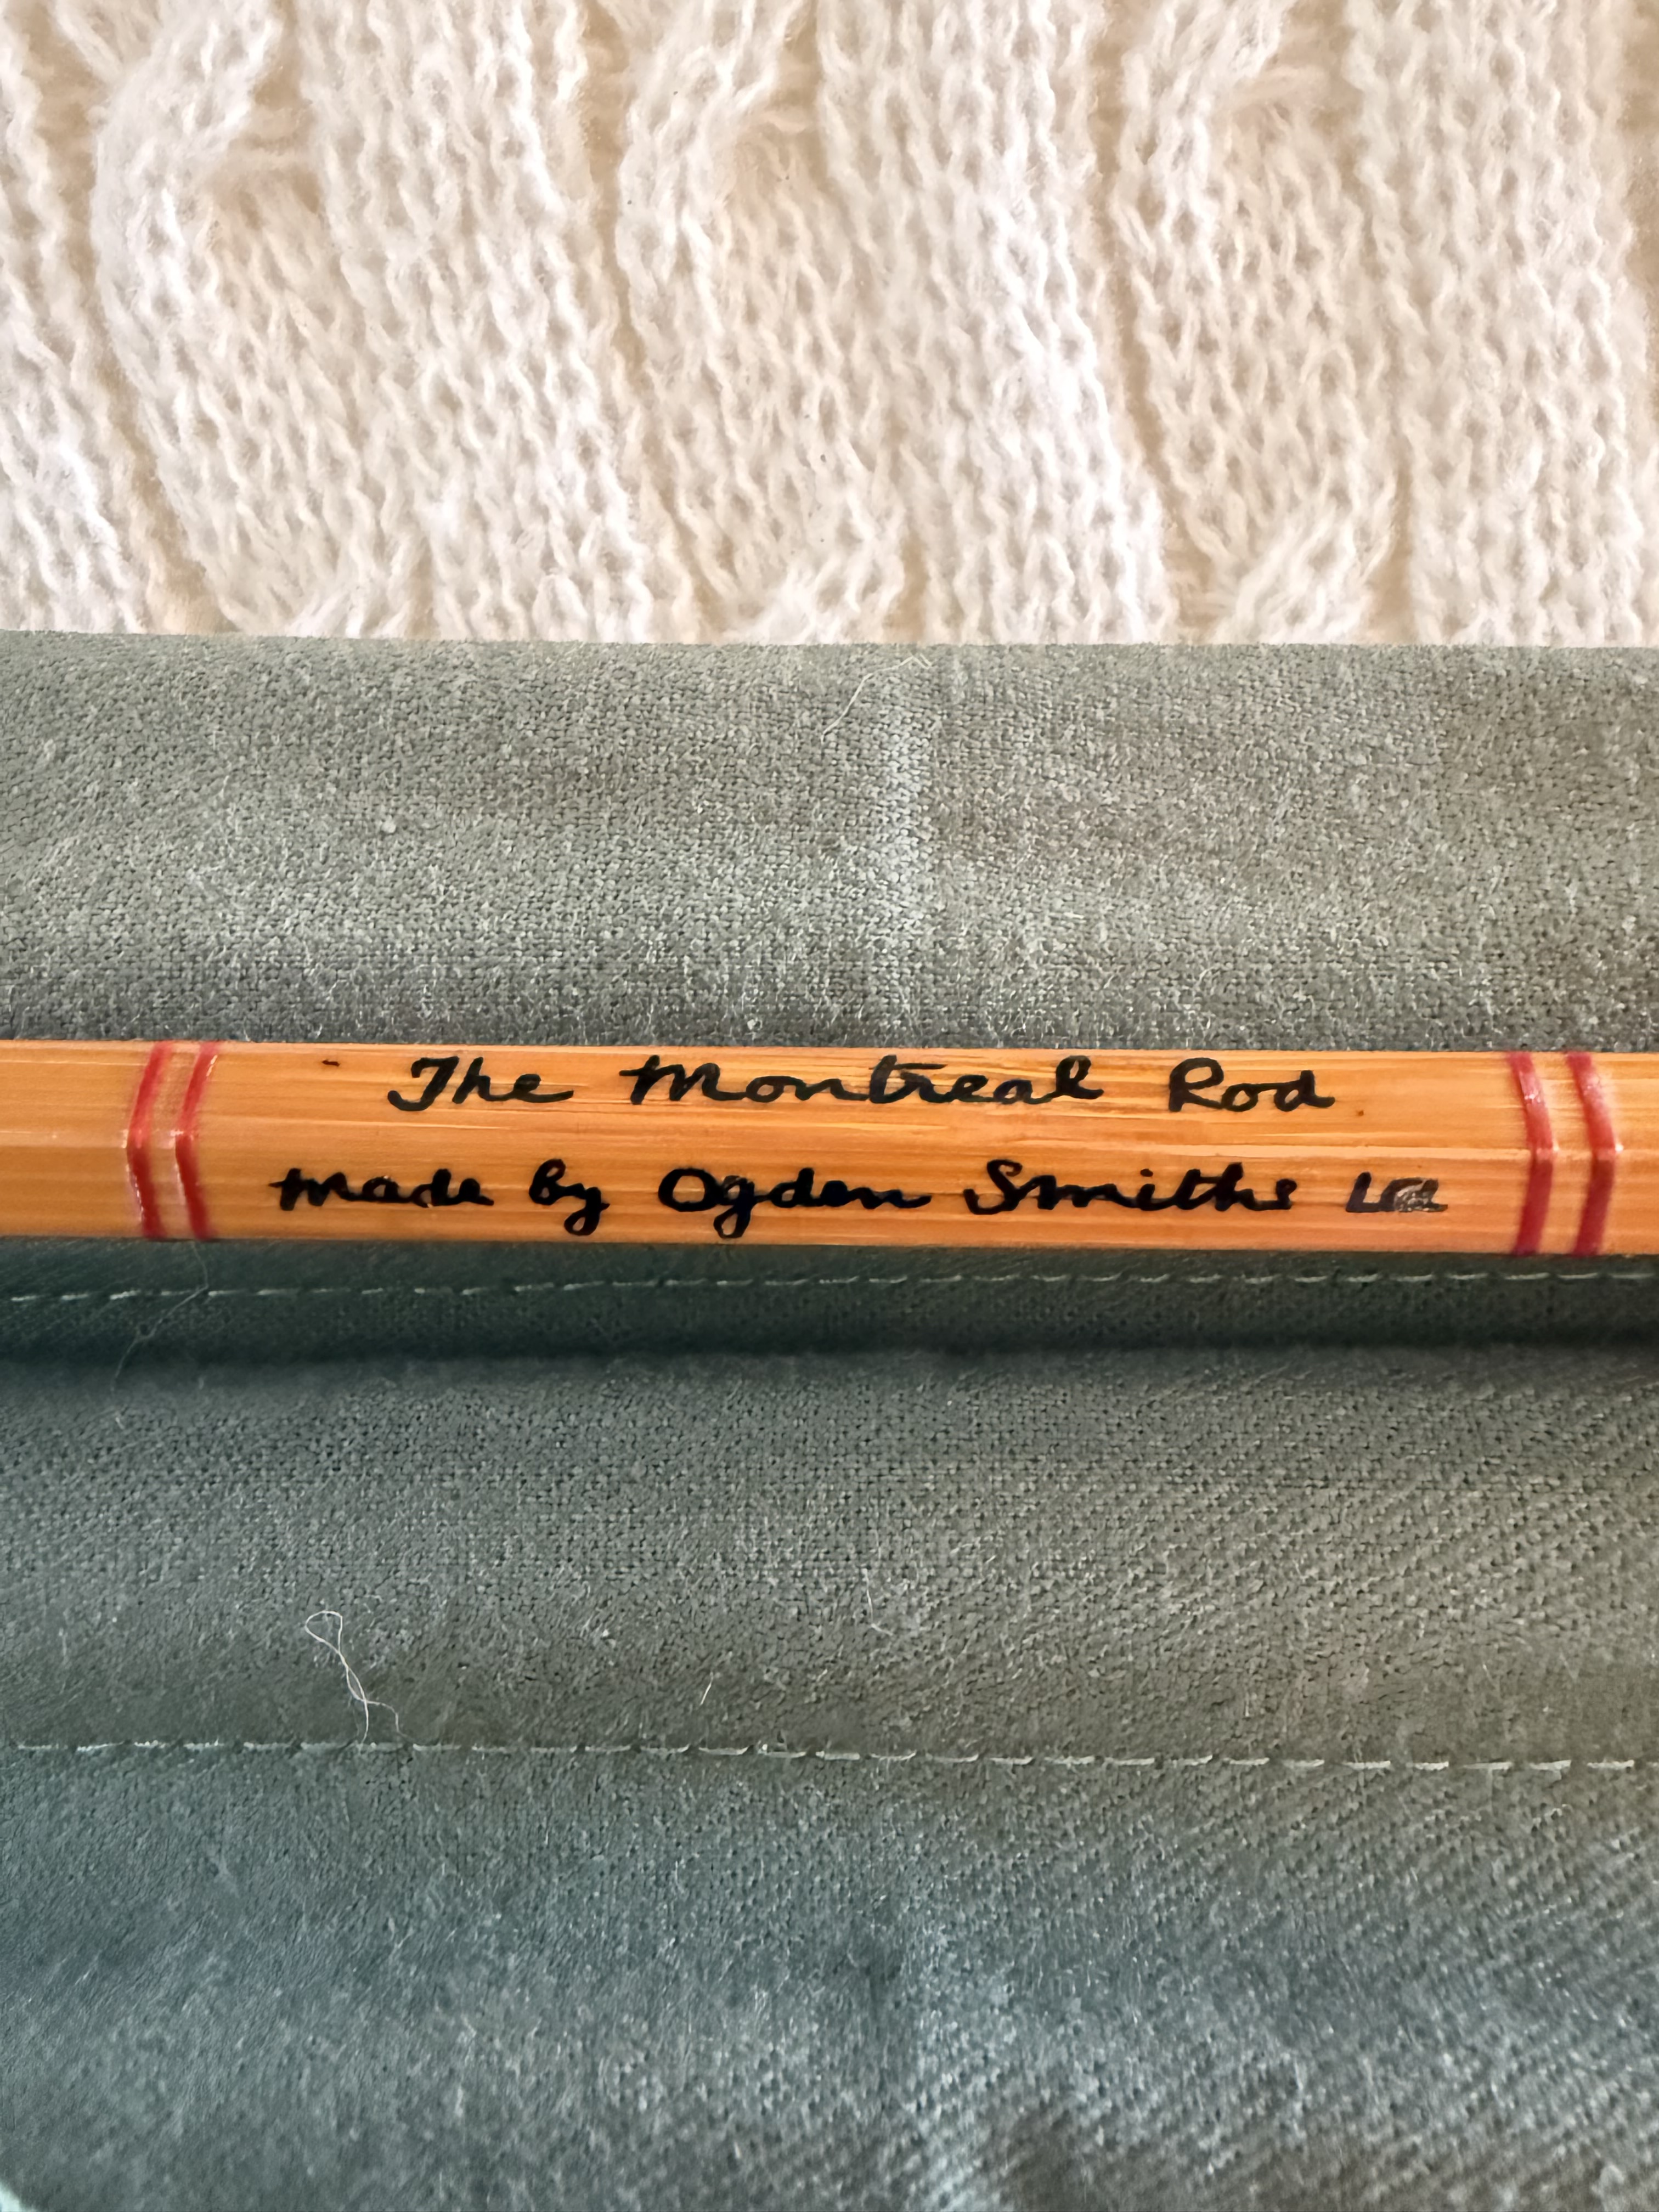 The Montreal Rod
made by Ogden Smiths Ltd